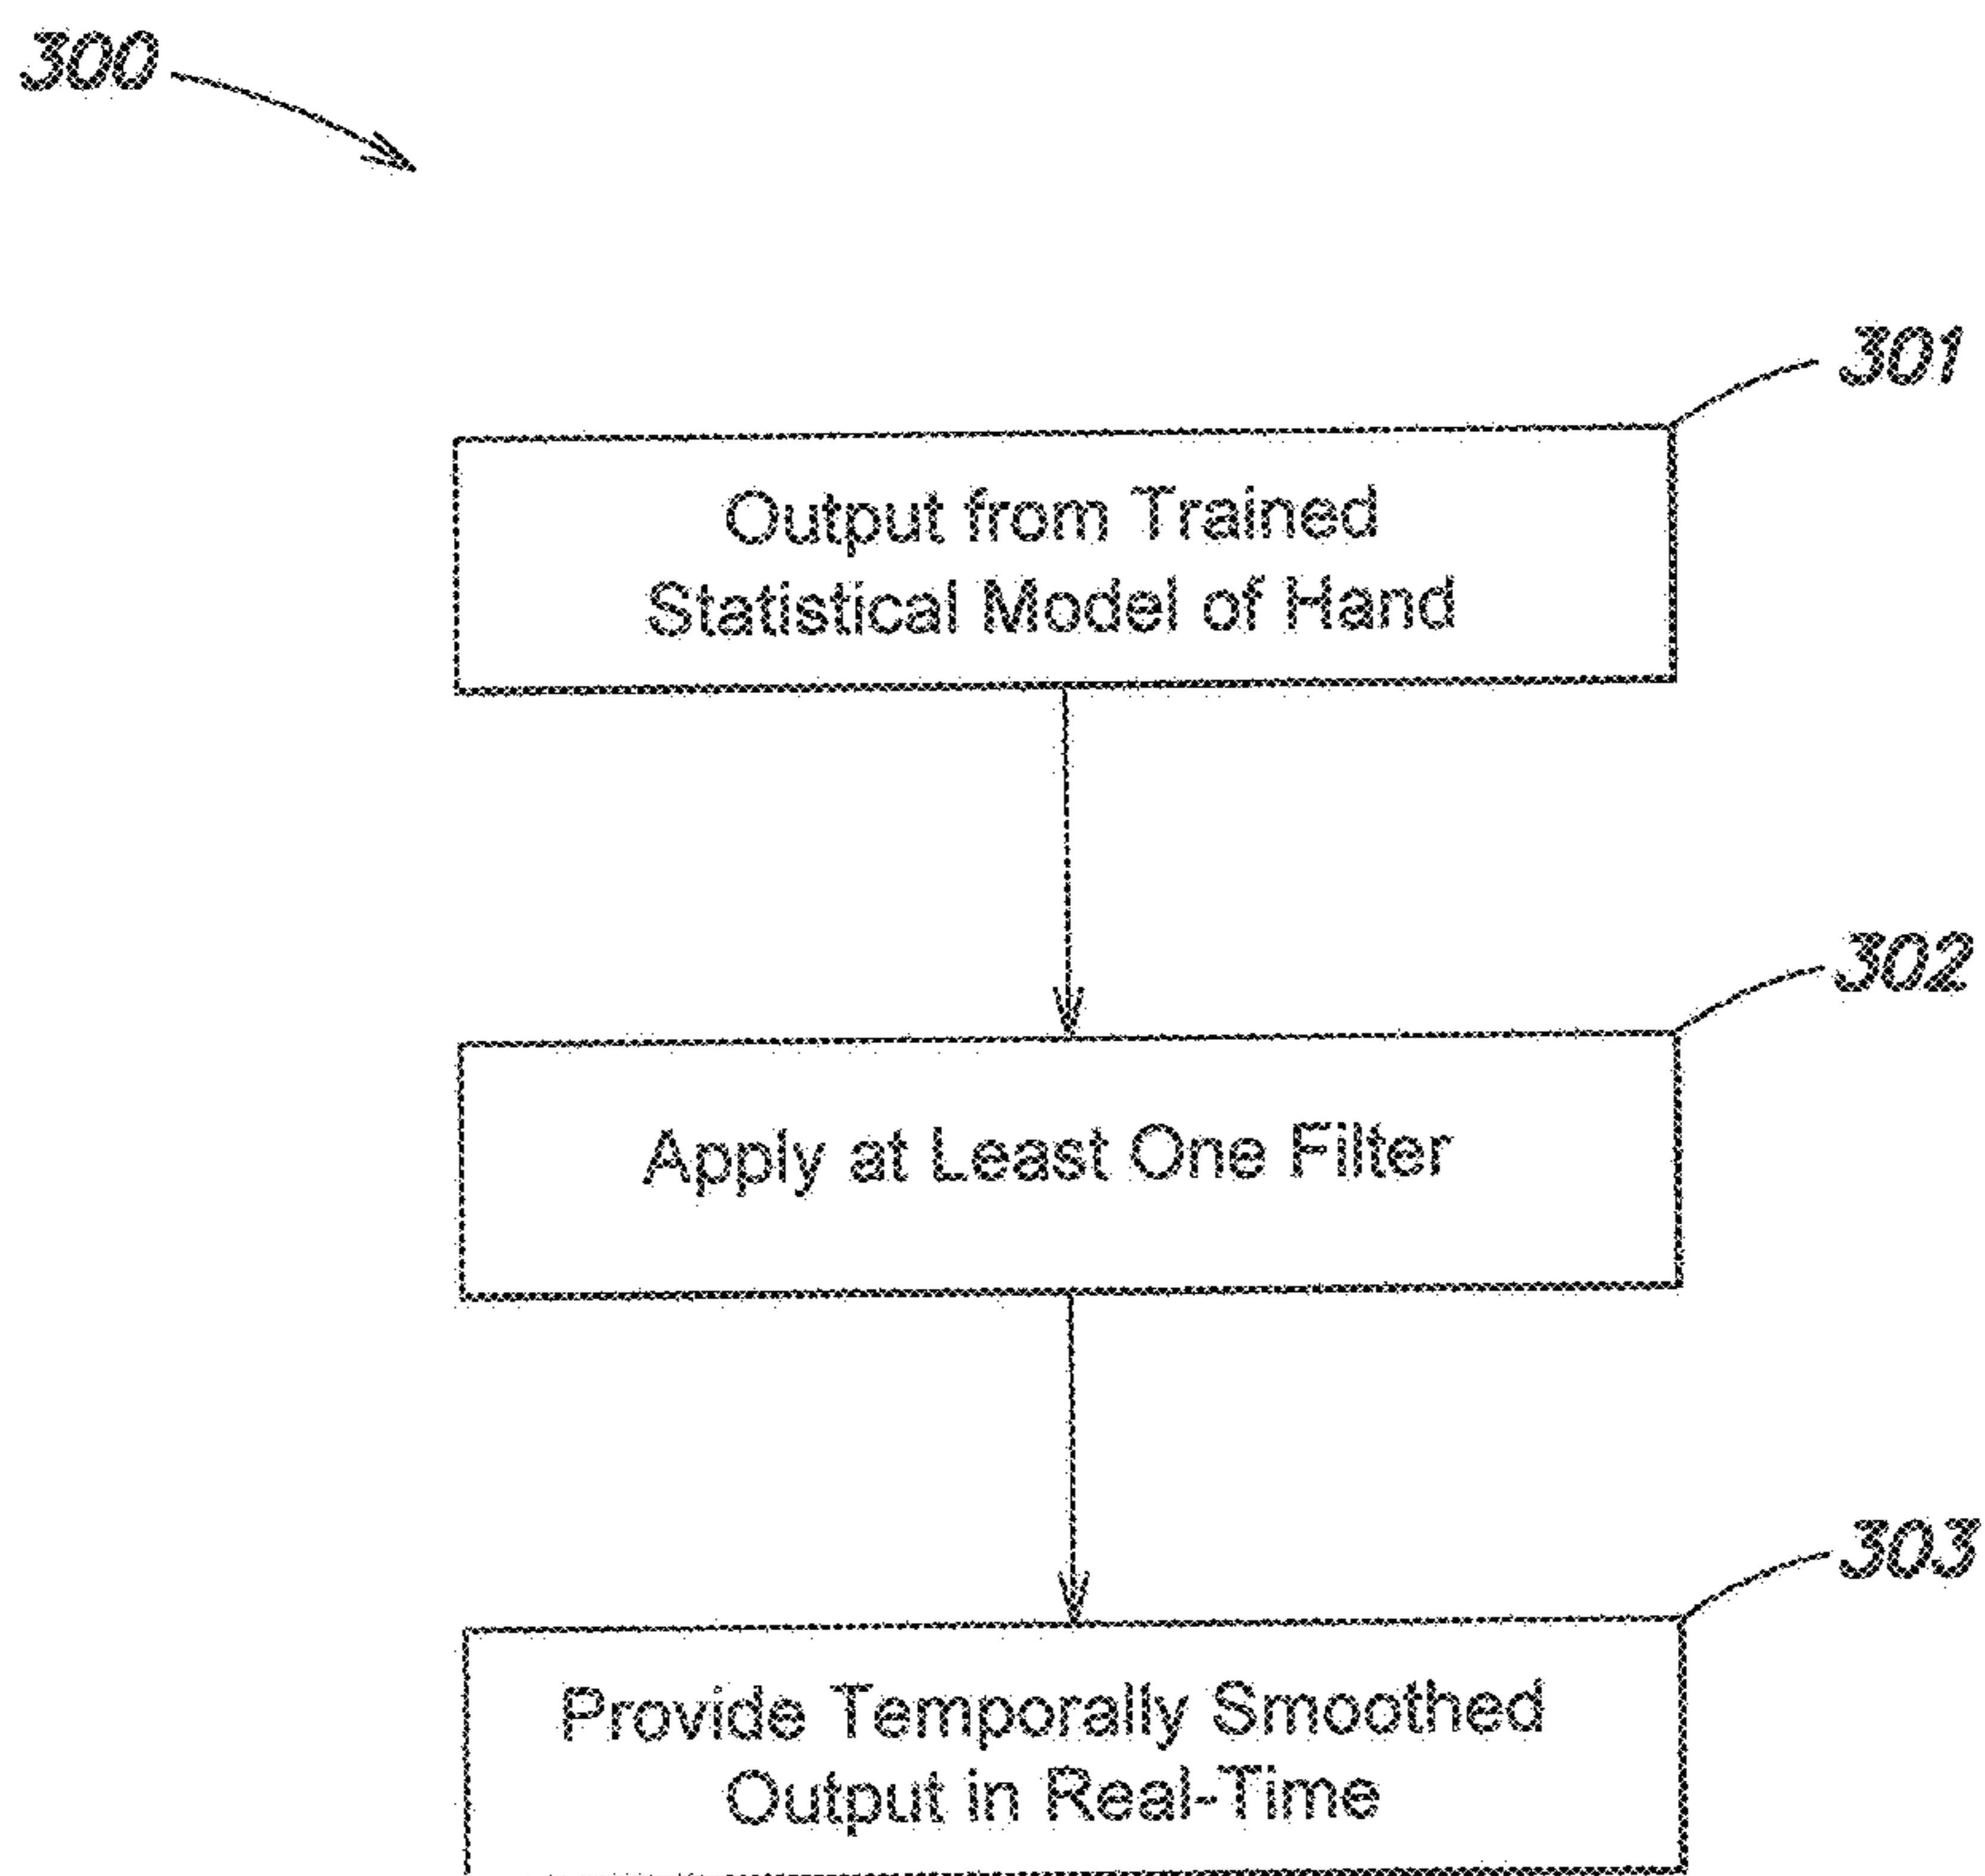 300
301
Output from Trained
Statistical Model of Hand
302
Apply at Least One Filter
303
Provide Temporally Smoothed
Output in Real-Time